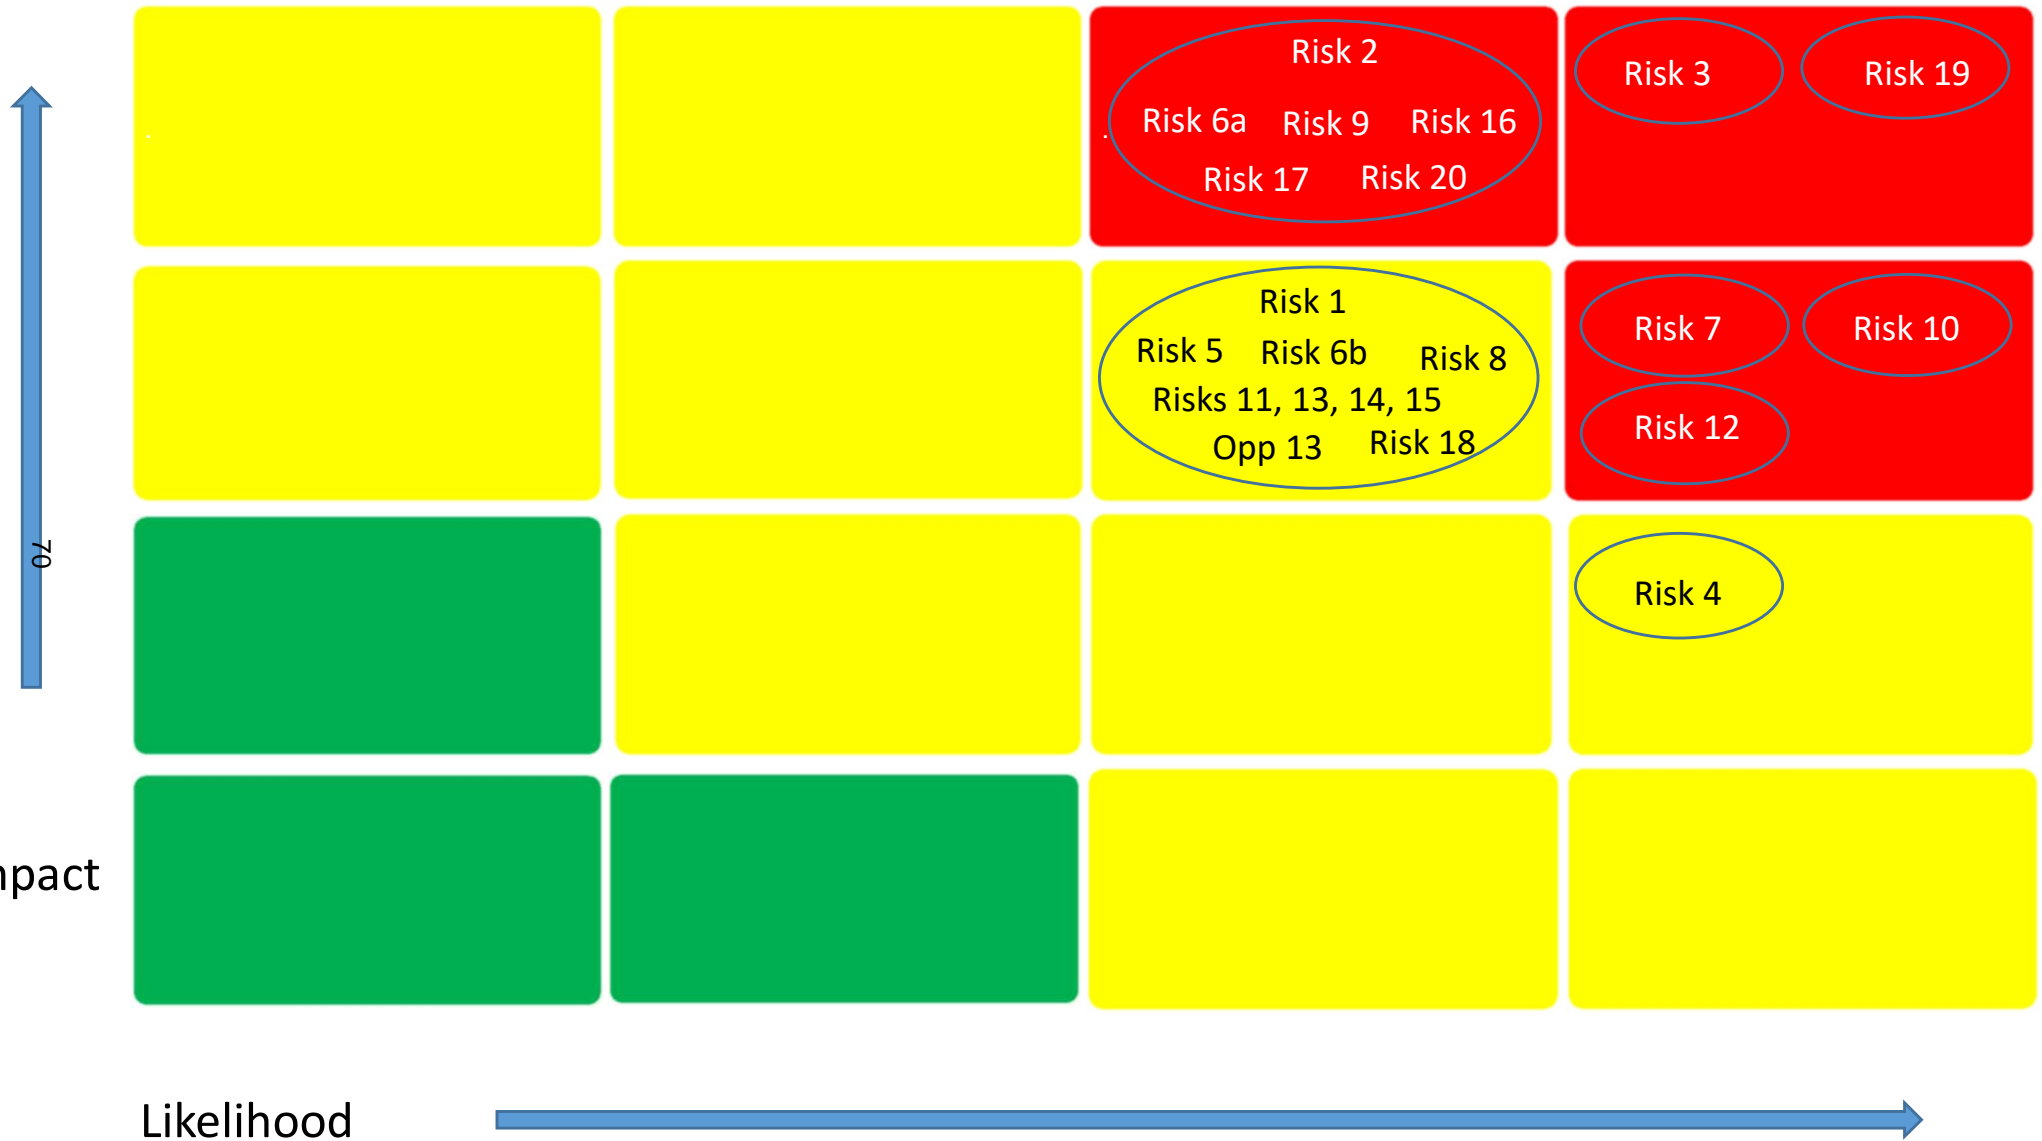 Risk 2
Risk 6a Risk 9 Risk 16
Risk 17 Risk 20
Risk 3 Risk 19
Risk 1
Risk 5 Risk 6b Risk 8
Risks 11, 13, 14, 15
Opp 13 Risk 18
Risk 7 Risk 10
Risk 12
70
Risk 4
mpact
Likelihood